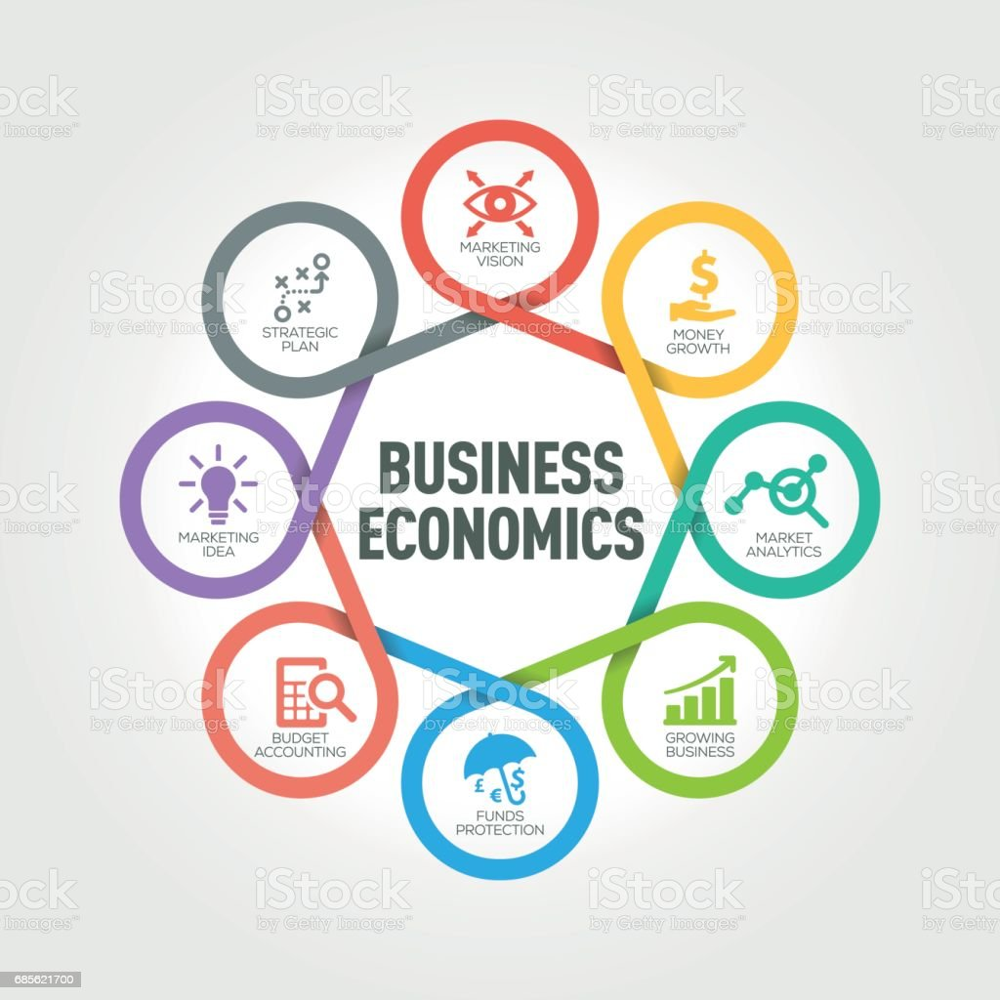 BUSINESS
ECONOMICS
MARKETING
VISION
$
MONEY
GROWTH
MARKET
ANALYTICS
GROWING
BUSINESS
£ € $
FUNDS
PROTECTION
BUDGET
ACCOUNTING
MARKETING
IDEA
STRATEGIC
PLAN
iStock
by Getty Images™
685621700